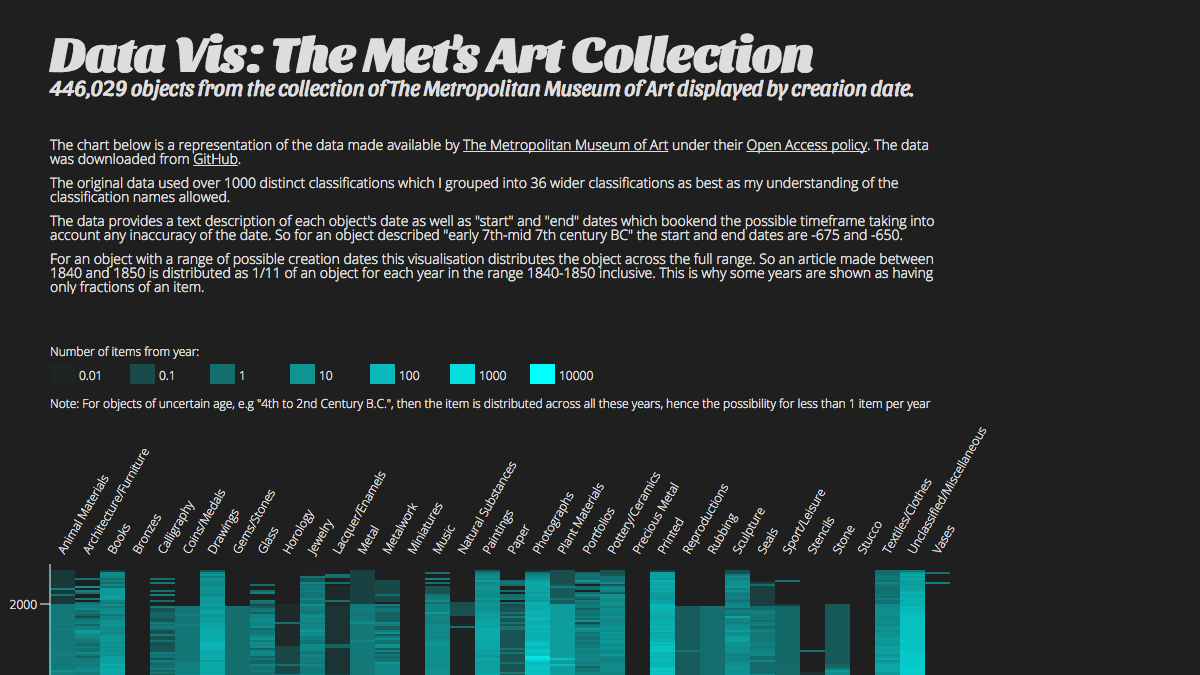 Data Vis: The Met's Art Collection
446,029 objects from the collection of The Metropolitan Museum of Art displayed by creation date.
The chart below is a representation of the data made available by The Metropolitan Museum of Art under their Open Access policy. The data
was downloaded from GitHub.
The original data used over 1000 distinct classifications which I grouped into 36 wider classifications as best as my understanding of the
classification names allowed.
The data provides a text description of each object's date as well as "start" and "end" dates which bookend the possible timeframe taking into
account any inaccuracy of the date. So for an object described "early 7th-mid 7th century BC" the start and end dates are -675 and -650.
For an object with a range of possible creation dates this visualisation distributes the object across the full range. So an article made between
1840 and 1850 is distributed as 1/11 of an object for each year in the range 1840-1850 inclusive. This is why some years are shown as having
only fractions of an item.
Number of items from year:
0.01 0.1 1 10 100 1000 10000
Note: For objects of uncertain age, e.g "4th to 2nd Century B.C.", then the item is distributed across all these years, hence the possibility for less than 1 item per year
Animal Materials
Architecture/Furniture
Books
Bronzes
Calligraphy
Coins/Medals
Drawings
Gems/Stones
Glass
Horology
Jewelry
Lacquer/Enamels
Metal
Metalwork
Miniatures
Music
Natural Substances
Paintings
Paper
Photographs
Plant Materials
Portfolios
Pottery/Ceramics
Precious Metal
Printed
Reproductions
Rubbing
Sculpture
Seals
Sport/Leisure
Stencils
Stone
Stucco
Textiles/Clothes
Unclassified/Miscellaneous
Vases
2000